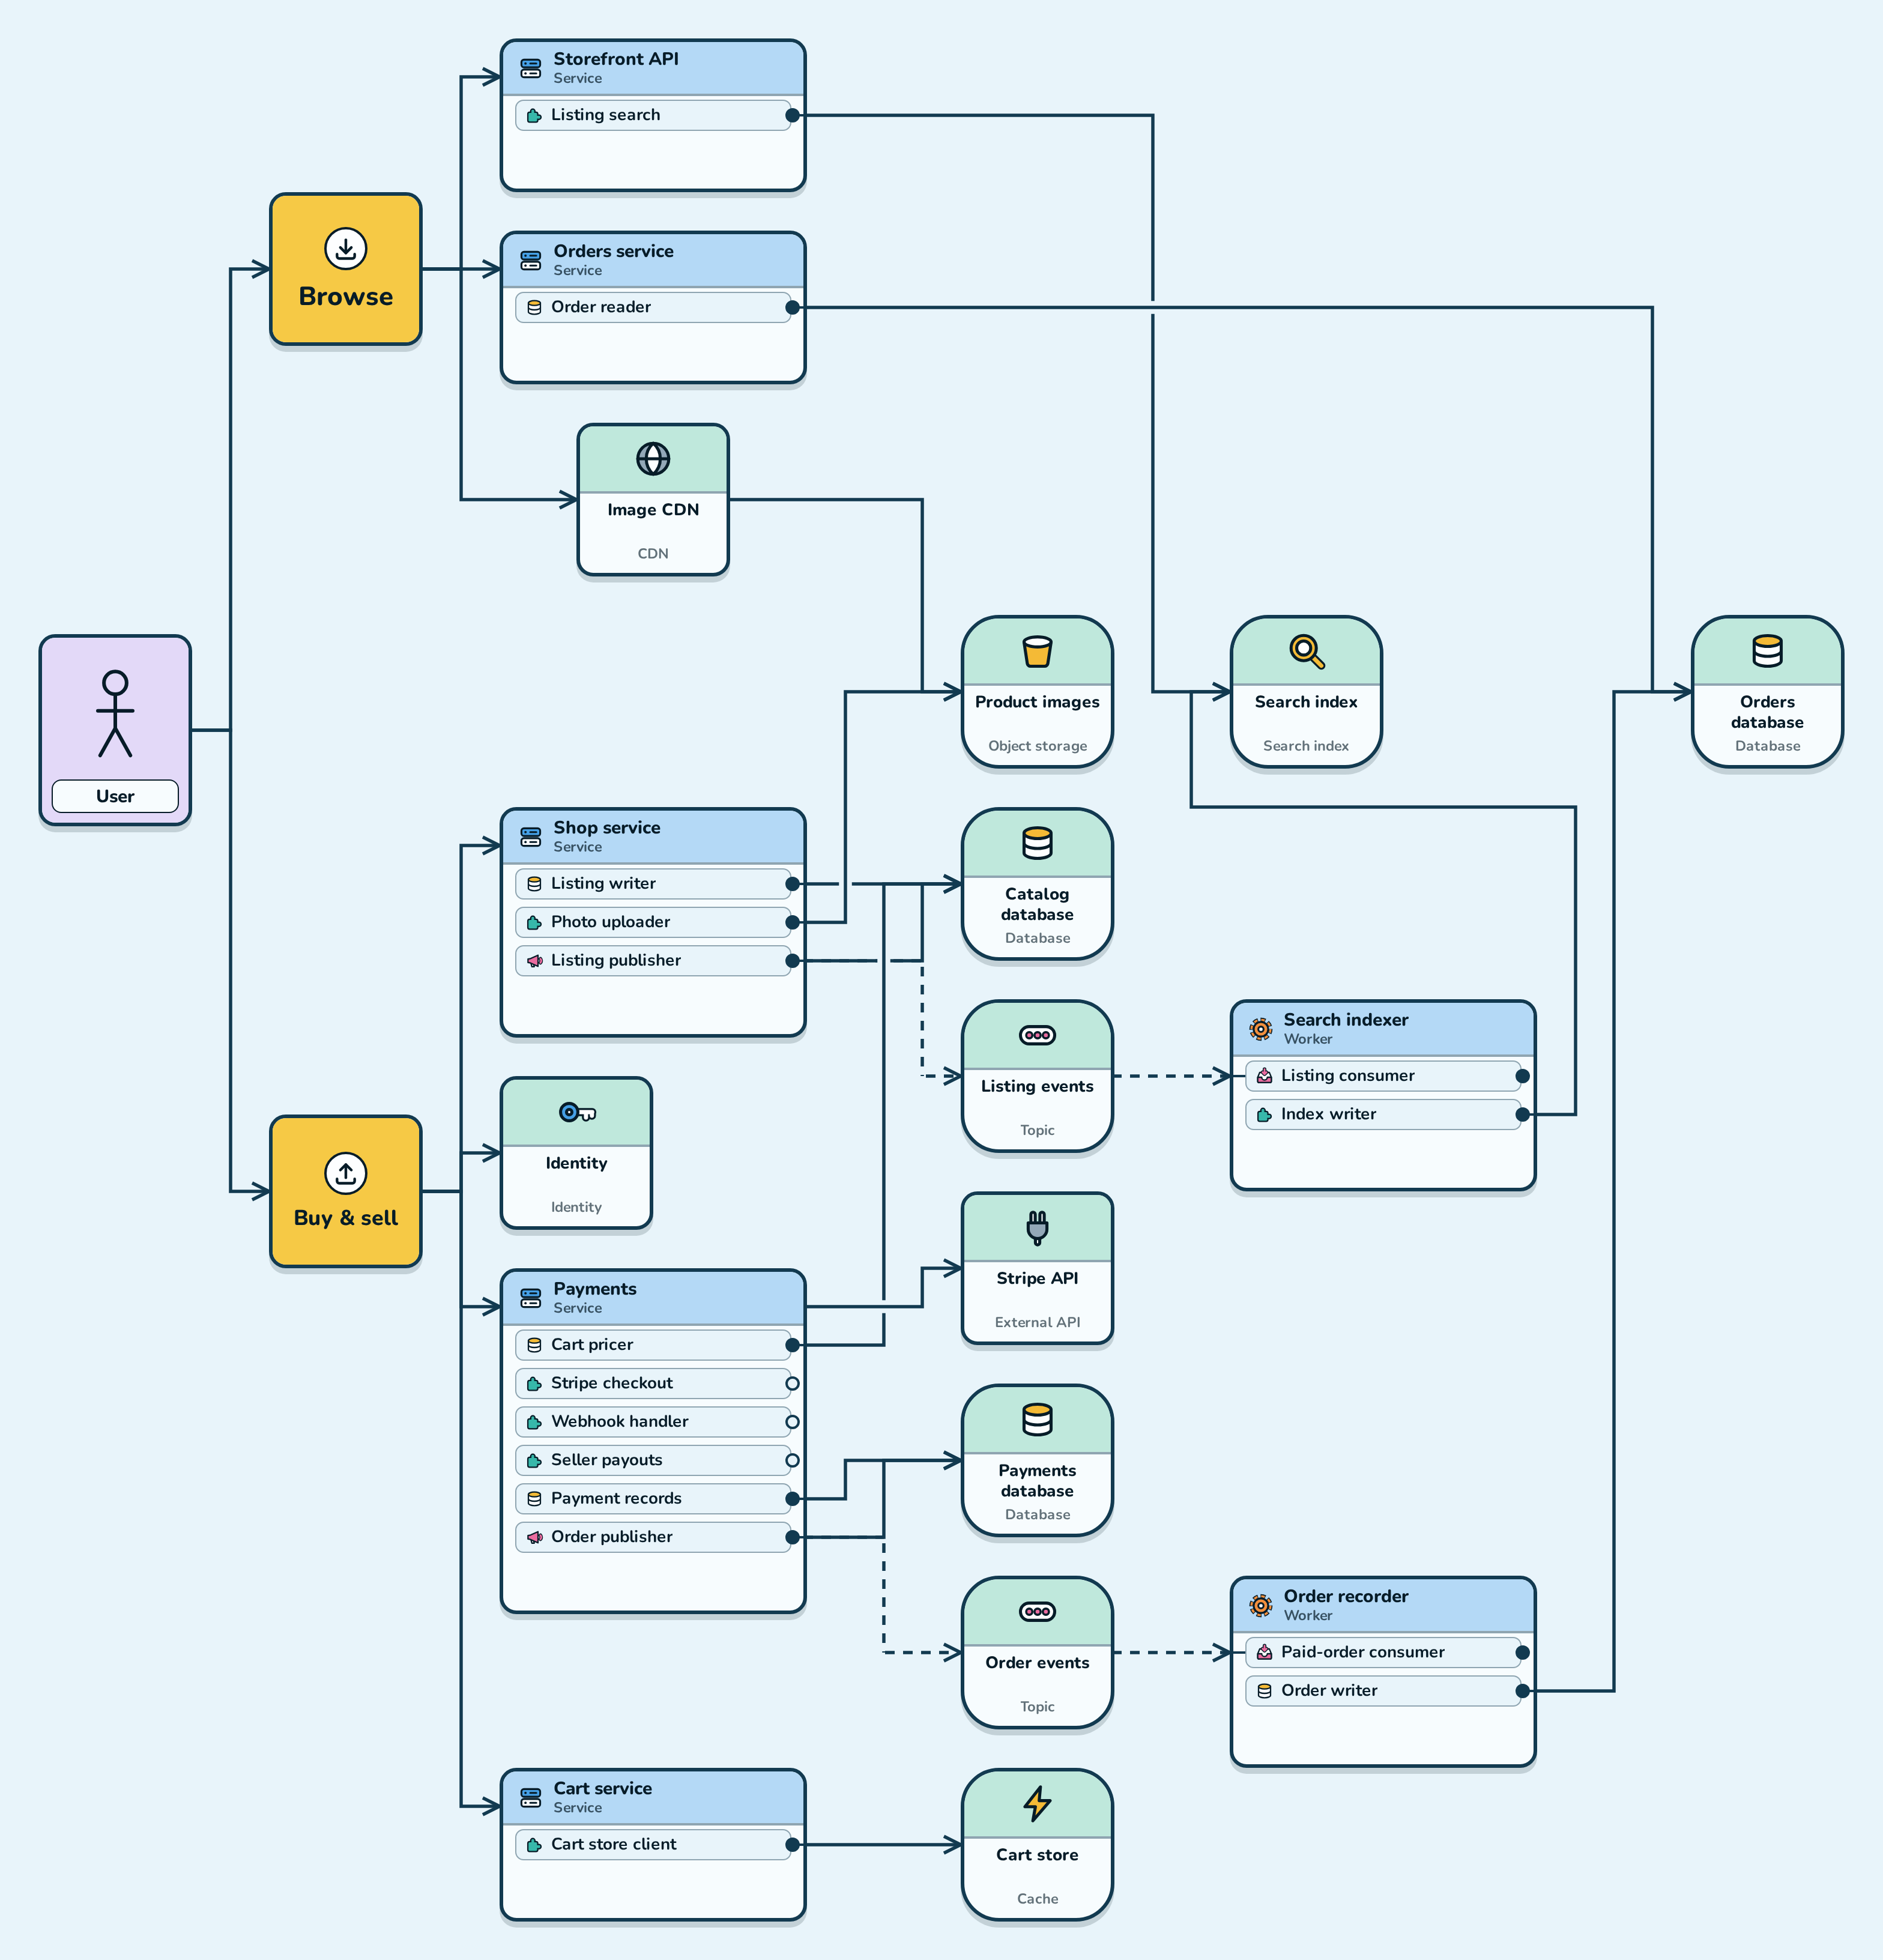 Storefront API
Service
Listing search
Browse
Orders service
Service
Order reader
Image CDN
CDN
User
Product images
Object storage
Search index
Search index
Orders
database
Database
Shop service
Service
Listing writer
Photo uploader
Listing publisher
Catalog
database
Database
Listing events
Topic
Search indexer
Worker
Listing consumer
Index writer
Identity
Identity
Buy & sell
Stripe API
External API
Payments
Service
Cart pricer
Stripe checkout
Webhook handler
Seller payouts
Payment records
Order publisher
Payments
database
Database
Order events
Topic
Order recorder
Worker
Paid-order consumer
Order writer
Cart service
Service
Cart store client
Cart store
Cache